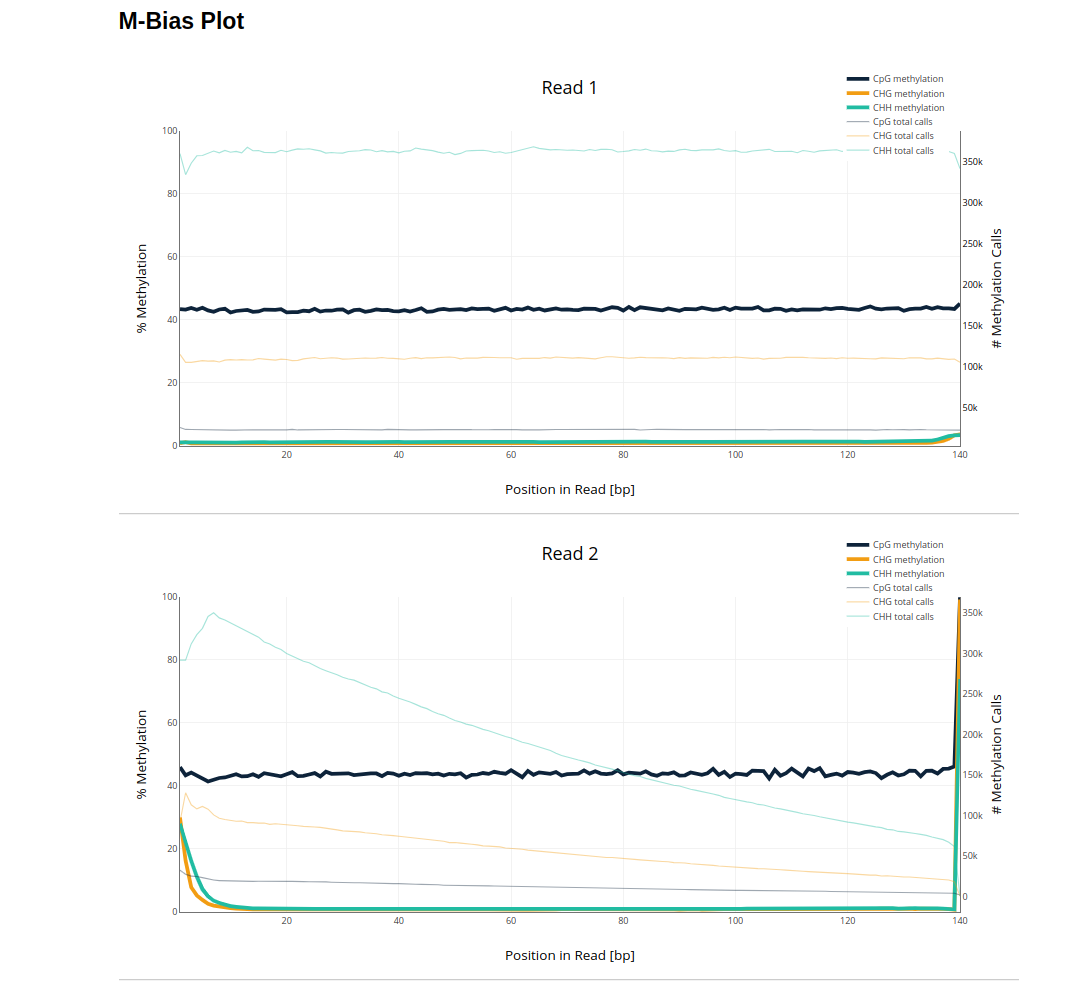 M-Bias Plot
Read 1
CpG methylation
CHG methylation
CHH methylation
CpG total calls
CHG total calls
CHH total calls
100
80
60
40
20
0
% Methylation
350k
300k
250k
200k
150k
100k
50k
# Methylation Calls
20 40 60 80 100 120 140
Position in Read [bp]
Read 2
CpG methylation
CHG methylation
CHH methylation
CpG total calls
CHG total calls
CHH total calls
100
80
60
40
20
0
% Methylation
350k
300k
250k
200k
150k
100k
50k
0
# Methylation Calls
20 40 60 80 100 120 140
Position in Read [bp]